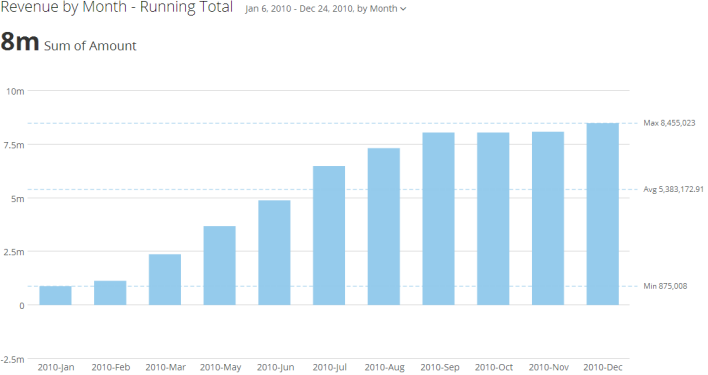 Revenue by Month - Running Total Jan 6, 2010 - Dec 24, 2010, by Month
8m Sum of Amount
10m
Max 8,455,023
7.5m
Avg 5,383,172.91
5m
2.5m
Min 875,008
0
-2.5m
2010-Jan 2010-Feb 2010-Mar 2010-May 2010-Jun 2010-Jul 2010-Aug 2010-Sep 2010-Oct 2010-Nov 2010-Dec